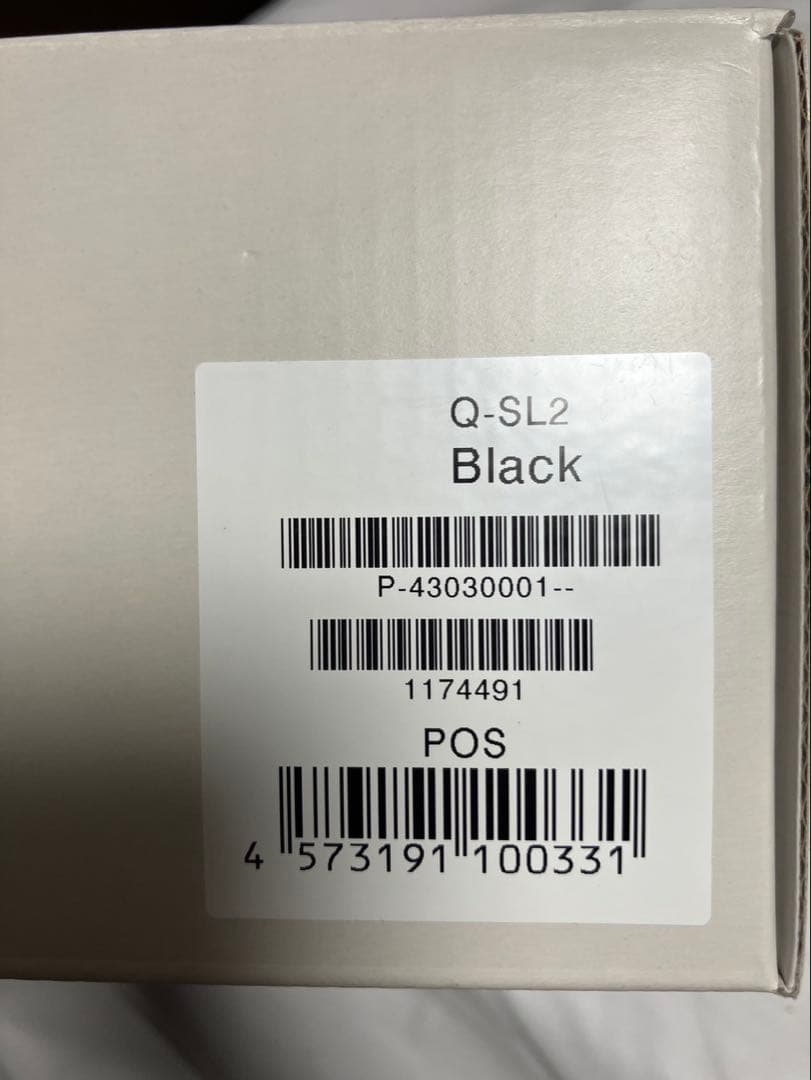 Q-SL2
Black
P-43030001--
1174491
POS
4 573191 100331